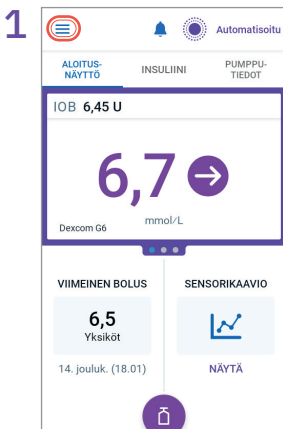 1
Automatisoitu
ALOITUS-
NÄYTTÖ
INSULIINI
PUMPPU-
TIEDOT
IOB 6,45 U
6,7
mmol/L
Dexcom G6
VIIMEINEN BOLUS
SENSORIKAAVIO
6,5
Yksiköt
14. jouluk. (18.01)
NÄYTÄ